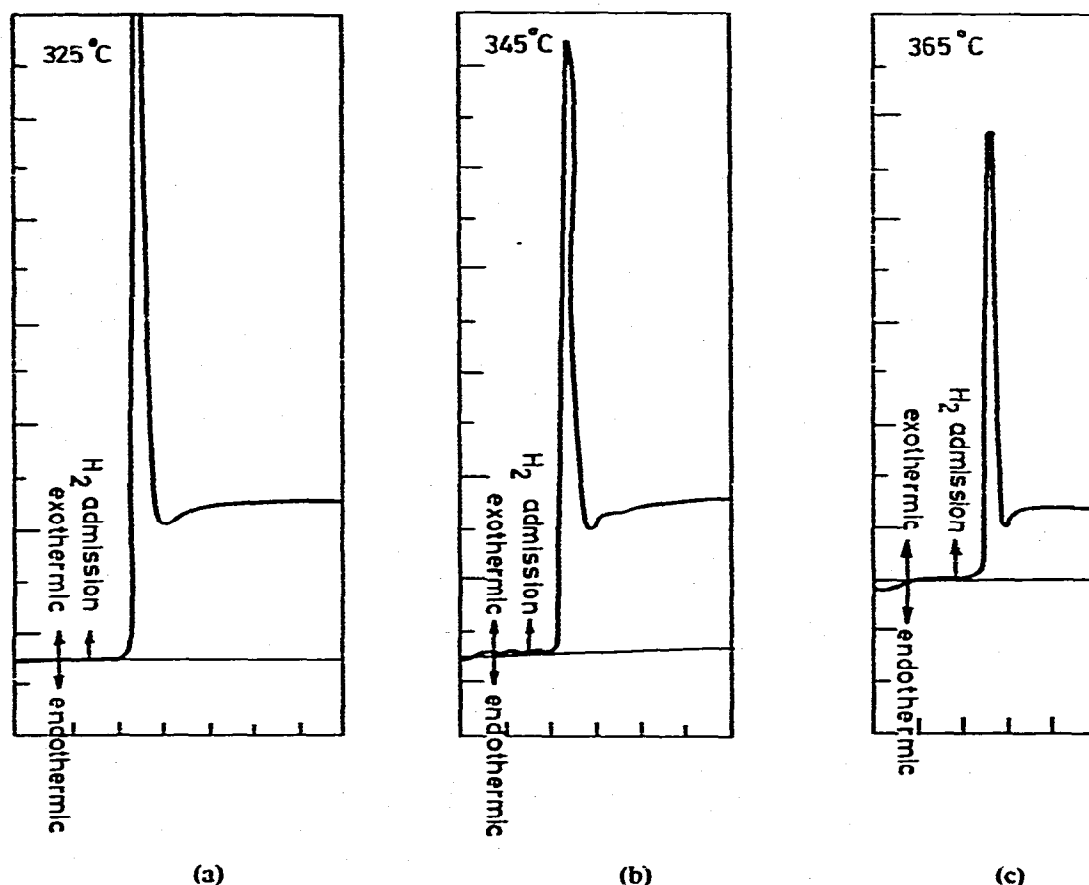 325°C
H2 admission
exothermic
endothermic
(a)
345°C
H2 admission
exothermic
endothermic
(b)
365°C
H2 admission
exothermic
endothermic
(c)